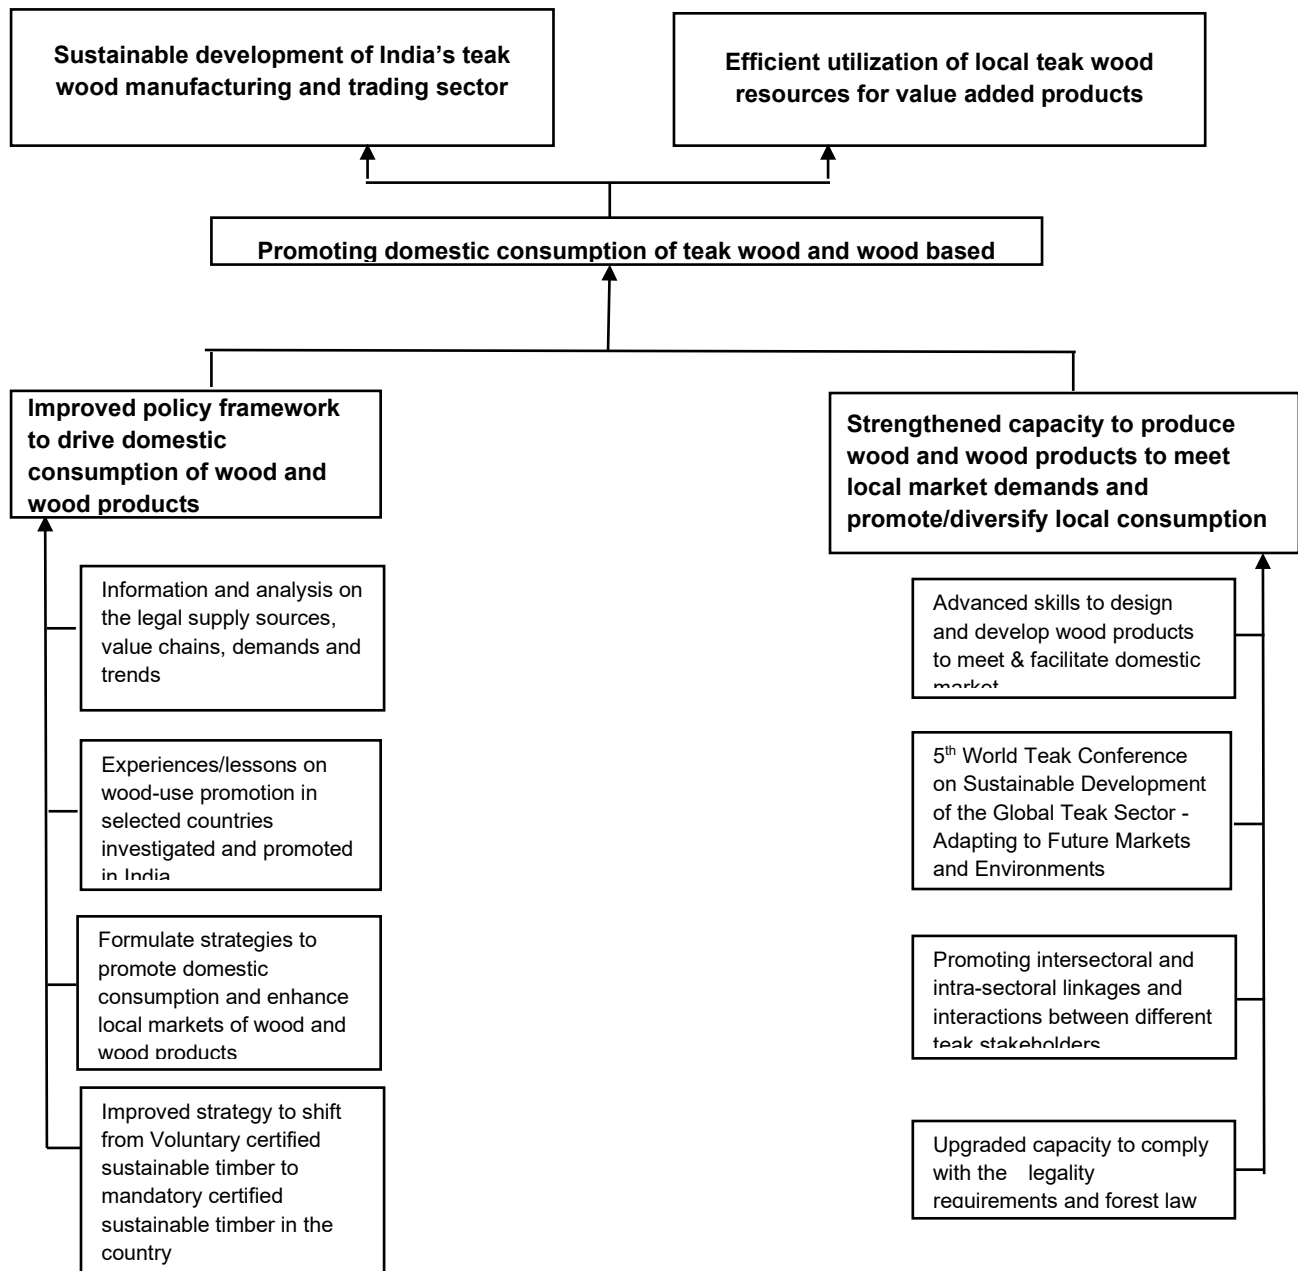 Sustainable development of India’s teak
wood manufacturing and trading sector
Efficient utilization of local teak wood
resources for value added products
Promoting domestic consumption of teak wood and wood based
Improved policy framework
to drive domestic
consumption of wood and
wood products
Information and analysis on
the legal supply sources,
value chains, demands and
trends
Experiences/lessons on
wood-use promotion in
selected countries
investigated and promoted
in India
Formulate strategies to
promote domestic
consumption and enhance
local markets of wood and
wood products
Improved strategy to shift
from Voluntary certified
sustainable timber to
mandatory certified
sustainable timber in the
country
Strengthened capacity to produce
wood and wood products to meet
local market demands and
promote/diversify local consumption
Advanced skills to design
and develop wood products
to meet & facilitate domestic
market
5th World Teak Conference
on Sustainable Development
of the Global Teak Sector -
Adapting to Future Markets
and Environments
Promoting intersectoral and
intra-sectoral linkages and
interactions between different
teak stakeholders
Upgraded capacity to comply
with the legality
requirements and forest law